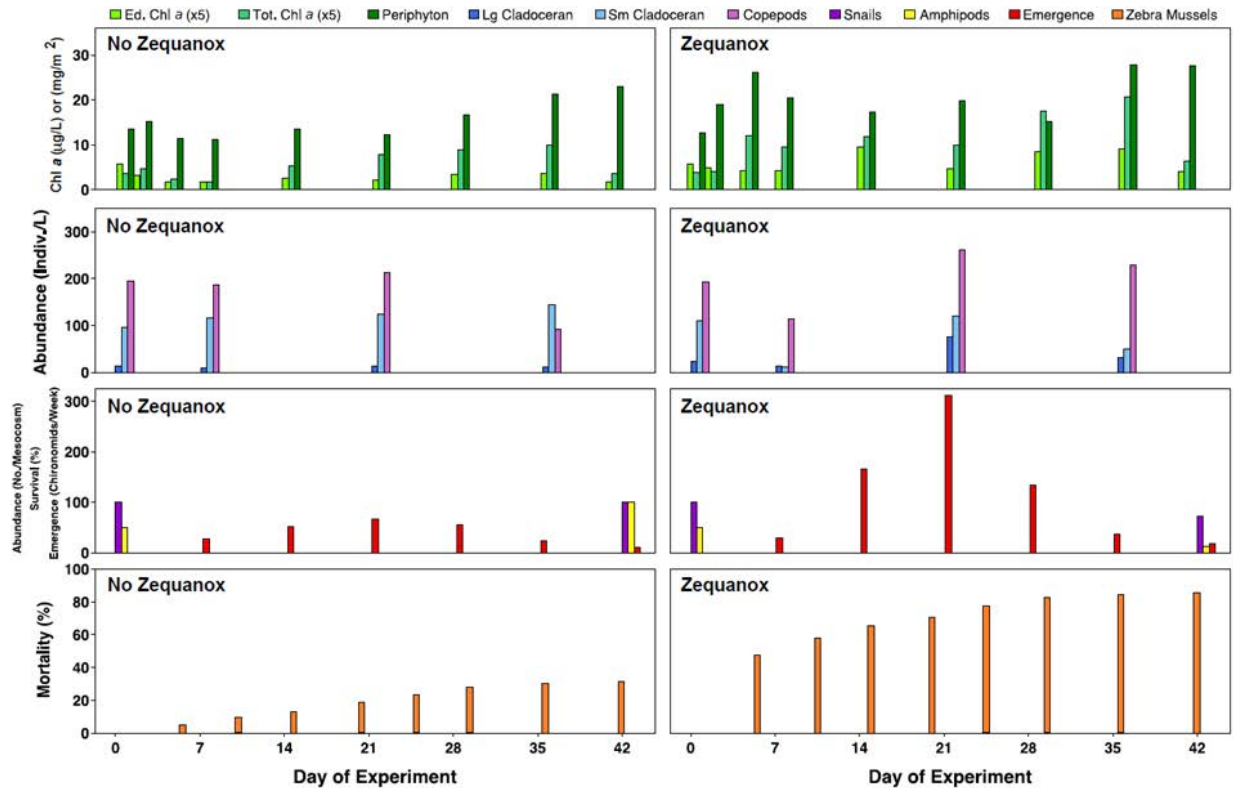 Ed. Chl a (x5) Tot. Chl a (x5) Periphyton Lg Cladoceran Sm Cladoceran Copepods Snails Amphipods Emergence Zebra Mussels
No Zequanox
Zequanox
Chl a (µg/L) or (mg/m²)
30
20
10
0
No Zequanox
Zequanox
Abundance (Indiv./L)
300
200
100
0
No Zequanox
Zequanox
Abundance (No./Mesocosm)
Survival (%)
Emergence (Chironomids/Week)
300
200
100
0
No Zequanox
Zequanox
Mortality (%)
100
80
60
40
20
0
0 7 14 21 28 35 42
0 7 14 21 28 35 42
Day of Experiment
Day of Experiment